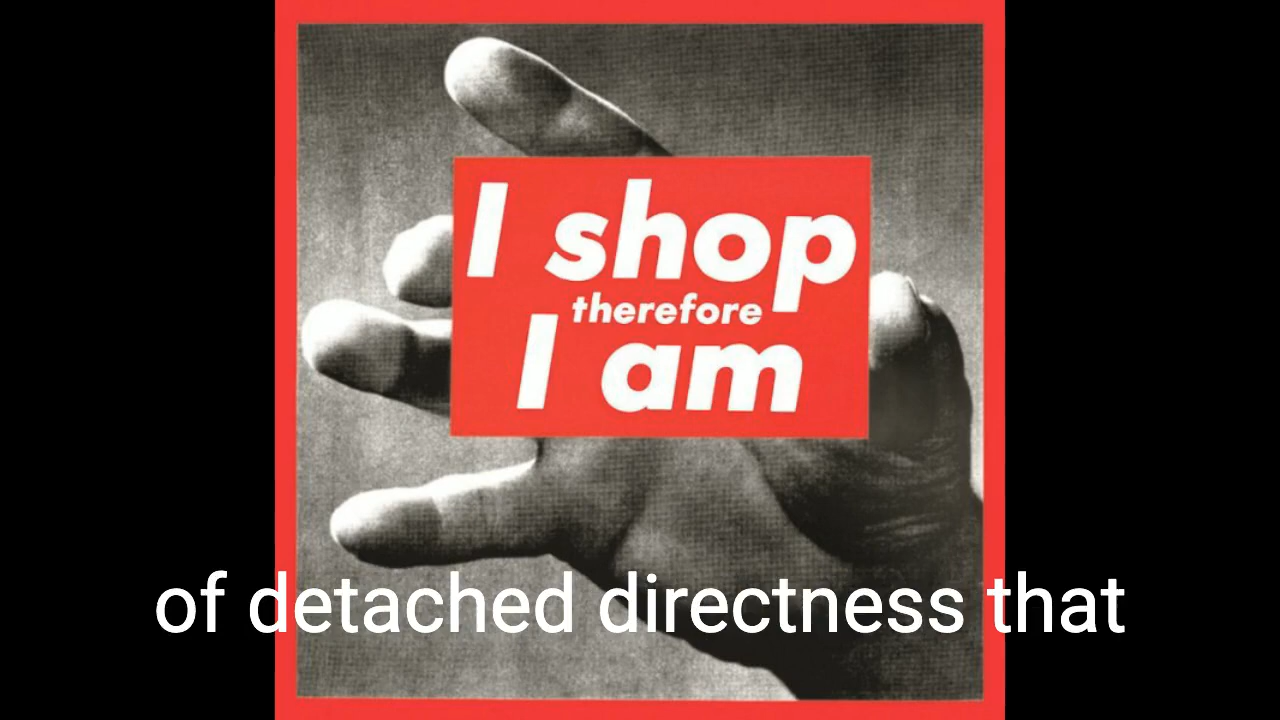 I shop
therefore
I am
of detached directness that